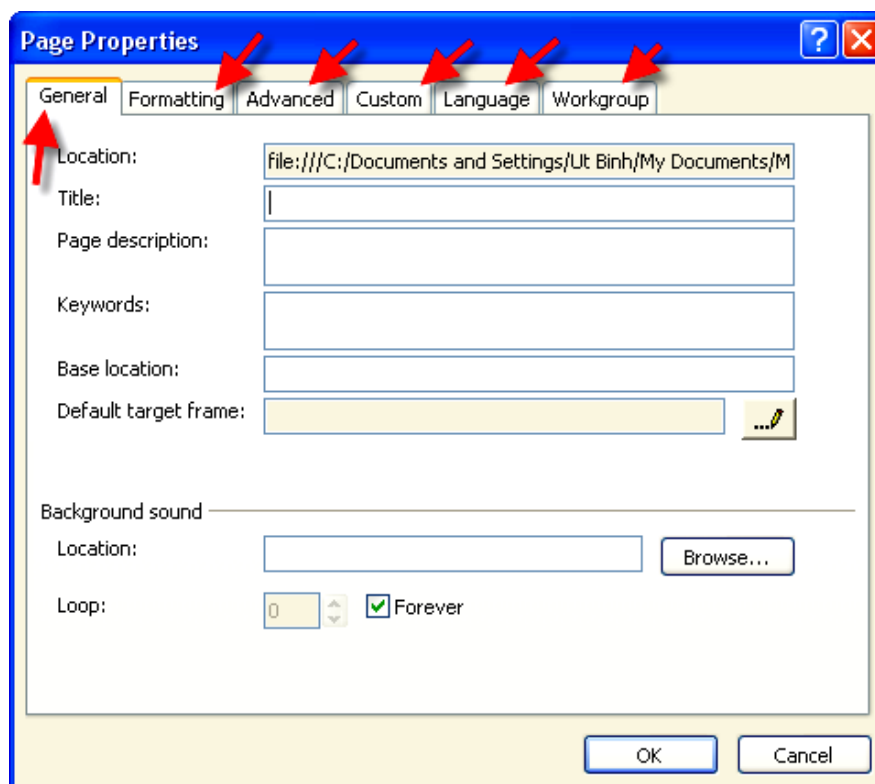 Page Properties
General Formatting Advanced Custom Language Workgroup
Location: file:///C:/Documents and Settings/Ut Binh/My Documents/M
Title:
Page description:
Keywords:
Base location:
Default target frame: ...
Background sound
Location: Browse...
Loop: 0 Forever
OK Cancel